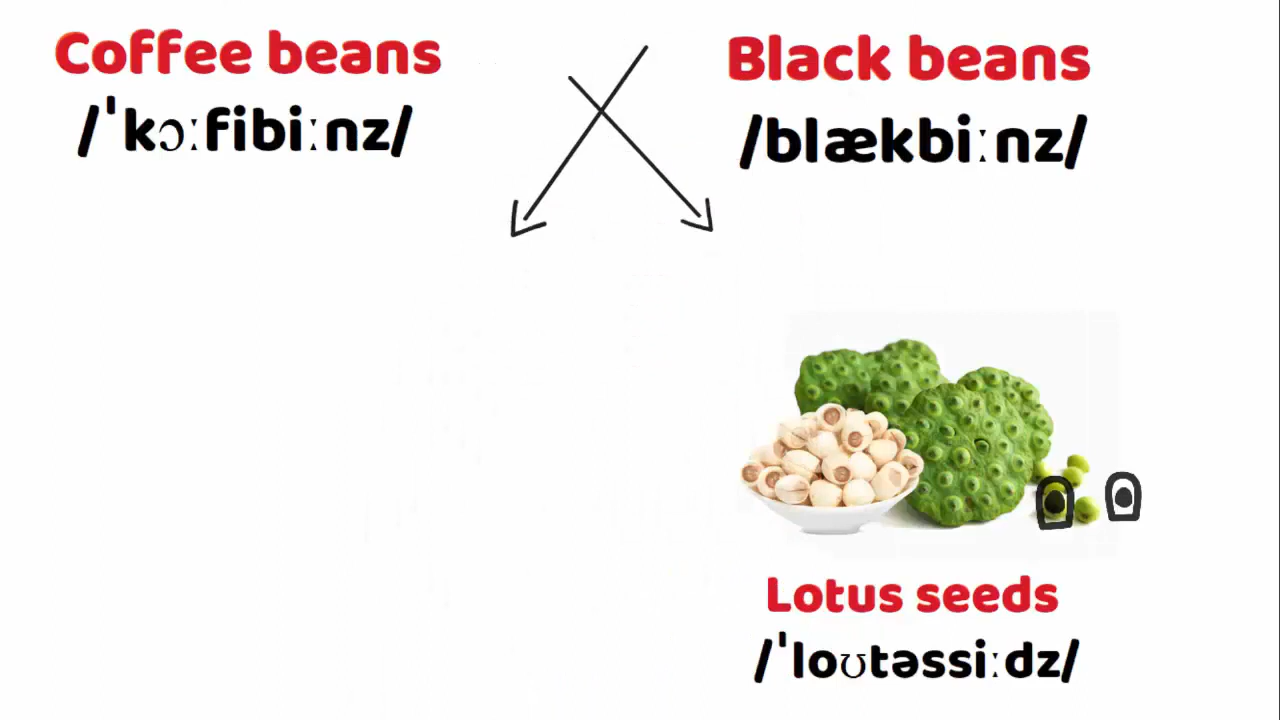 Coffee beans
/ˈkɔːfibiːnz/
Black beans
/blækbiːnz/
Lotus seeds
/ˈloʊtəssiːdz/